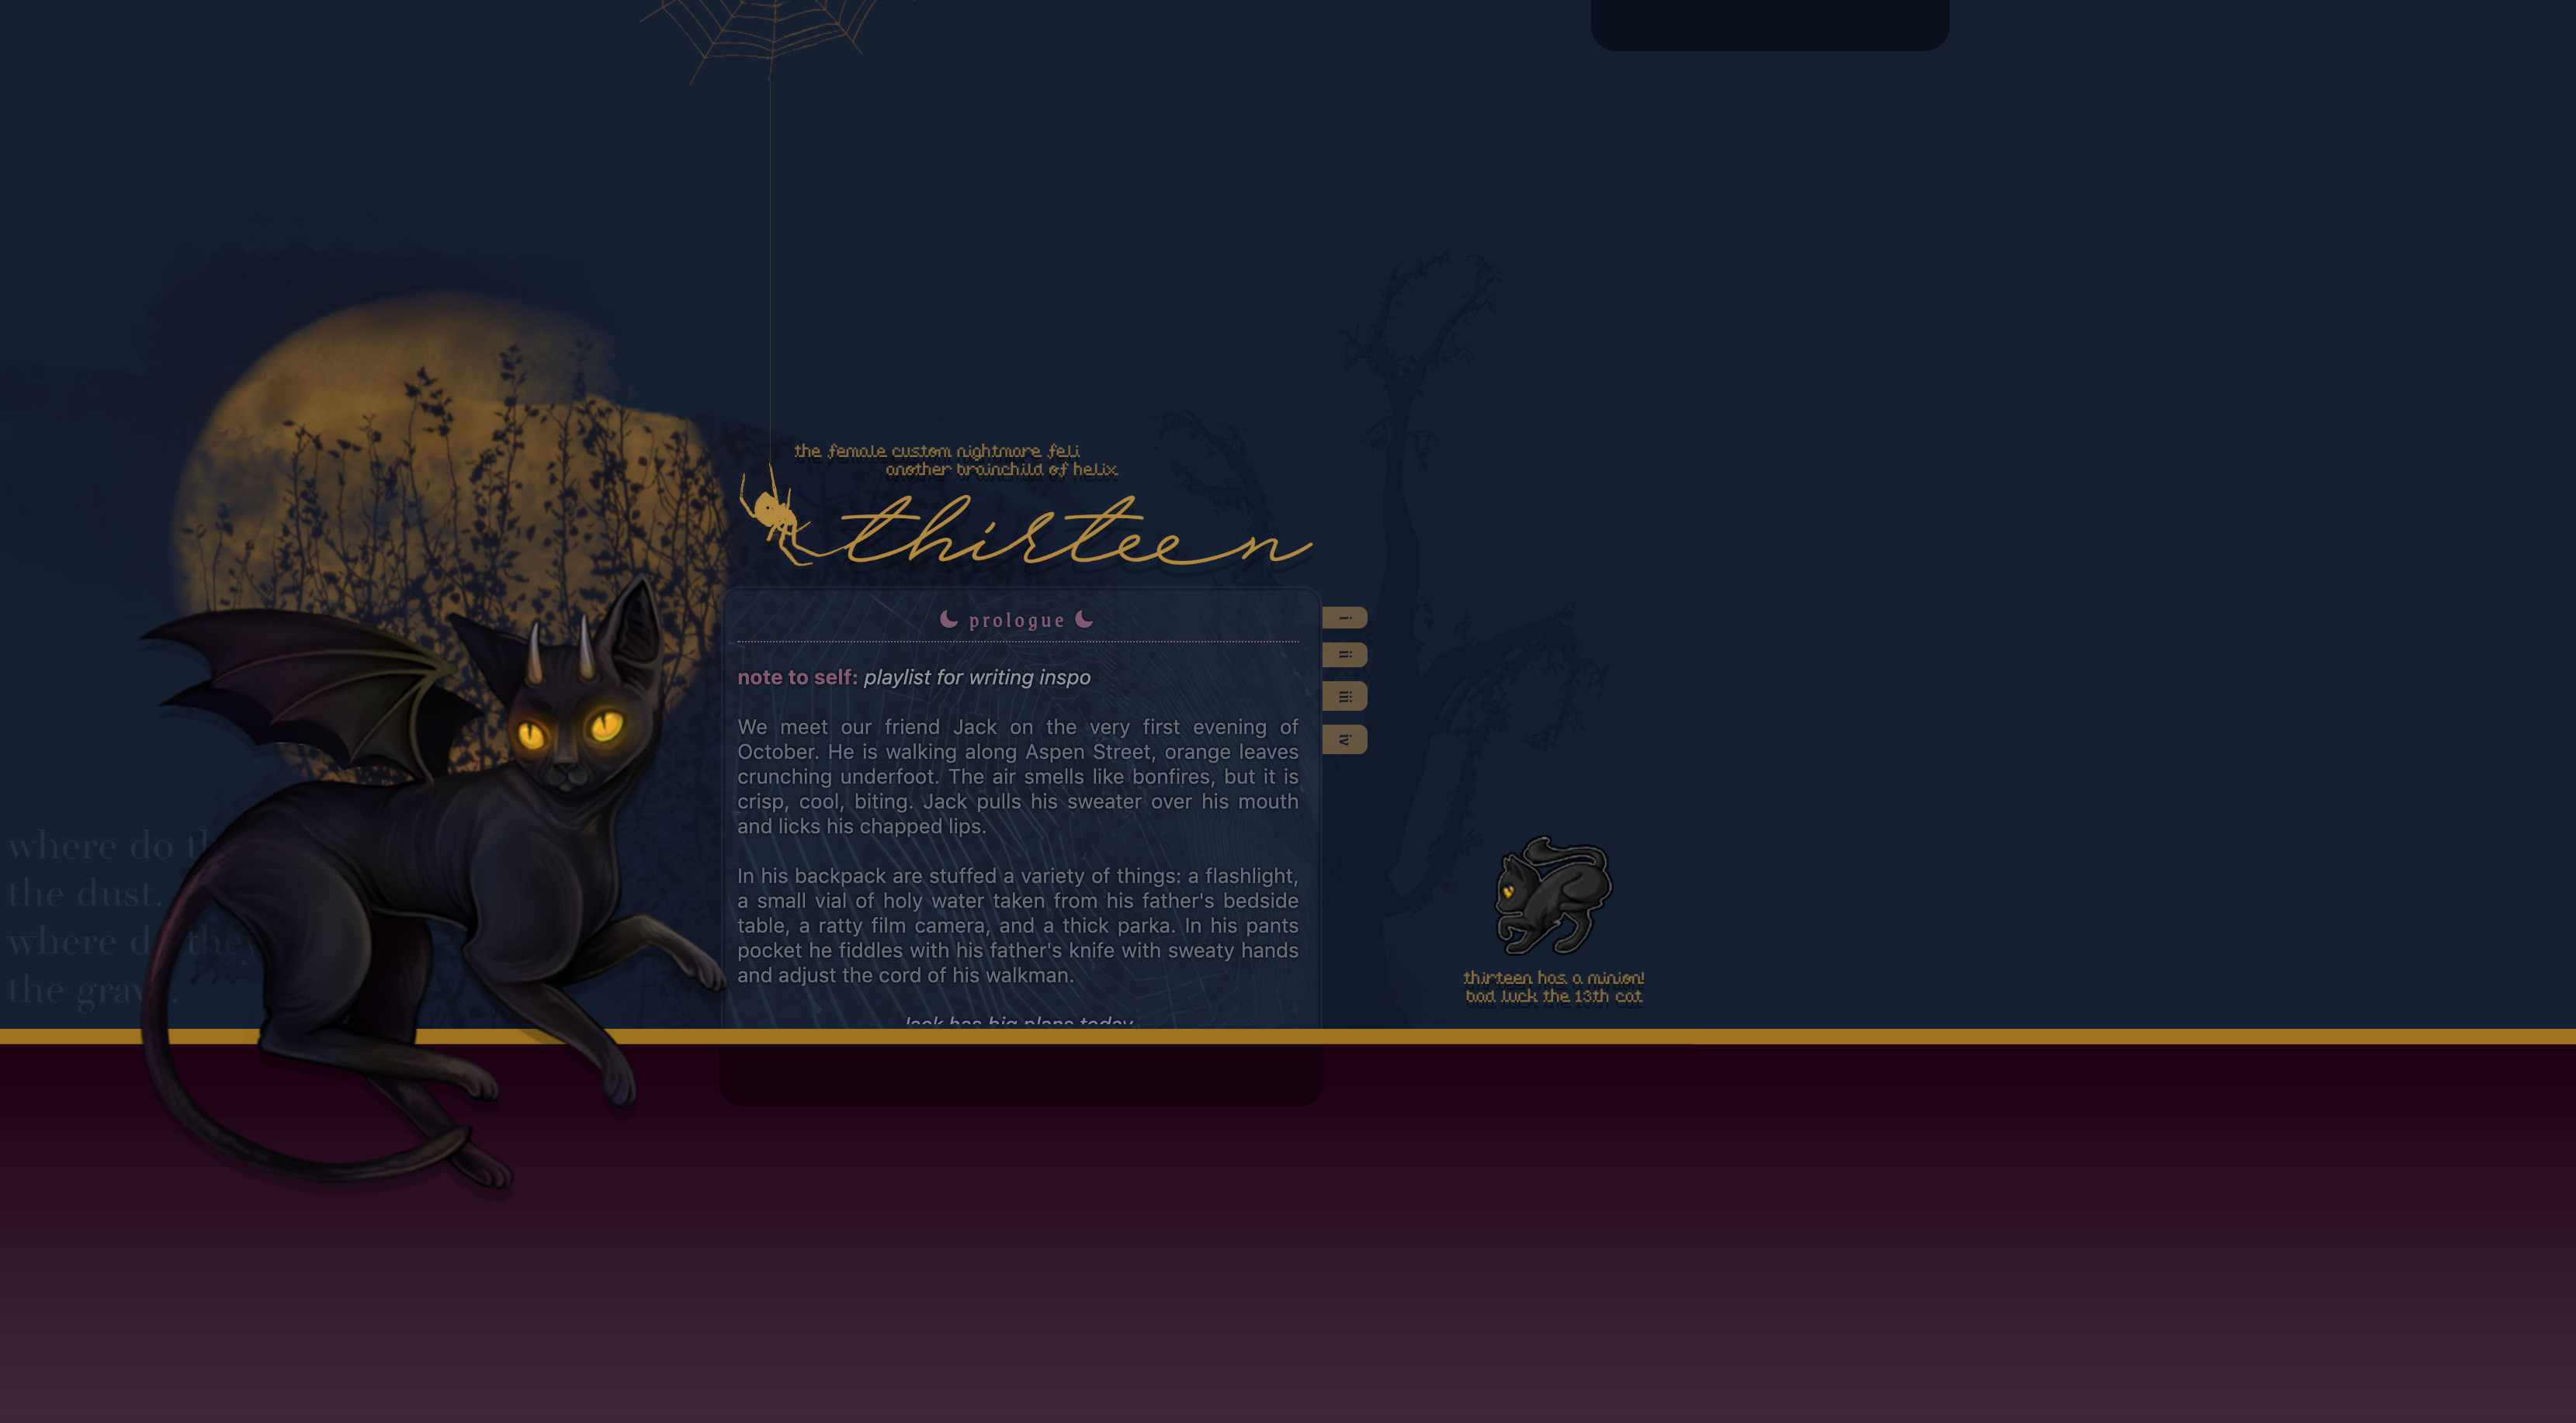 the female custom nightmare feli
another brainchild of helix
thirteen
prologue
i.
ii.
iii.
iv.
note to self: playlist for writing inspo
We meet our friend Jack on the very first evening of
October. He is walking along Aspen Street, orange leaves
crunching underfoot. The air smells like bonfires, but it is
crisp, cool, biting. Jack pulls his sweater over his mouth
and licks his chapped lips.
In his backpack are stuffed a variety of things: a flashlight,
a small vial of holy water taken from his father's bedside
table, a ratty film camera, and a thick parka. In his pants
pocket he fiddles with his father's knife with sweaty hands
and adjust the cord of his walkman.
Jack has big plans today
where do
the dust.
where do they
the
thirteen has a minion!
bad luck the 13th cat